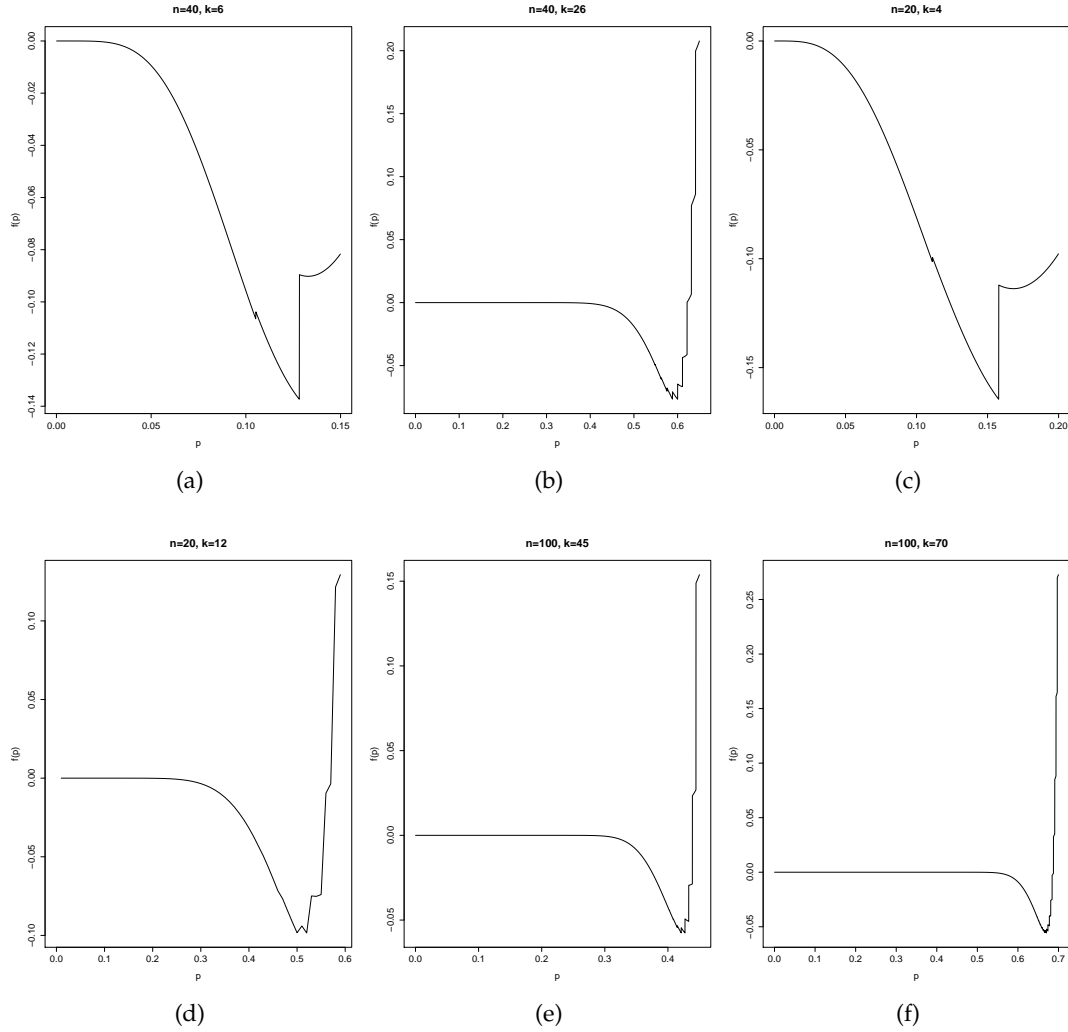 n=40, k=6
f(p)
0.00
−0.02
−0.04
−0.06
−0.08
−0.10
−0.12
−0.14
0.00 0.05 0.10 0.15
p
(a)
n=40, k=26
f(p)
0.20
0.15
0.10
0.05
0.00
−0.05
0.0 0.1 0.2 0.3 0.4 0.5 0.6
p
(b)
n=20, k=4
f(p)
0.00
−0.05
−0.10
−0.15
0.00 0.05 0.10 0.15 0.20
p
(c)
n=20, k=12
f(p)
0.10
0.05
0.00
−0.05
−0.10
0.0 0.1 0.2 0.3 0.4 0.5 0.6
p
(d)
n=100, k=45
f(p)
0.15
0.10
0.05
0.00
−0.05
0.0 0.1 0.2 0.3 0.4
p
(e)
n=100, k=70
f(p)
0.25
0.20
0.15
0.10
0.05
0.00
−0.05
0.0 0.1 0.2 0.3 0.4 0.5 0.6 0.7
p
(f)